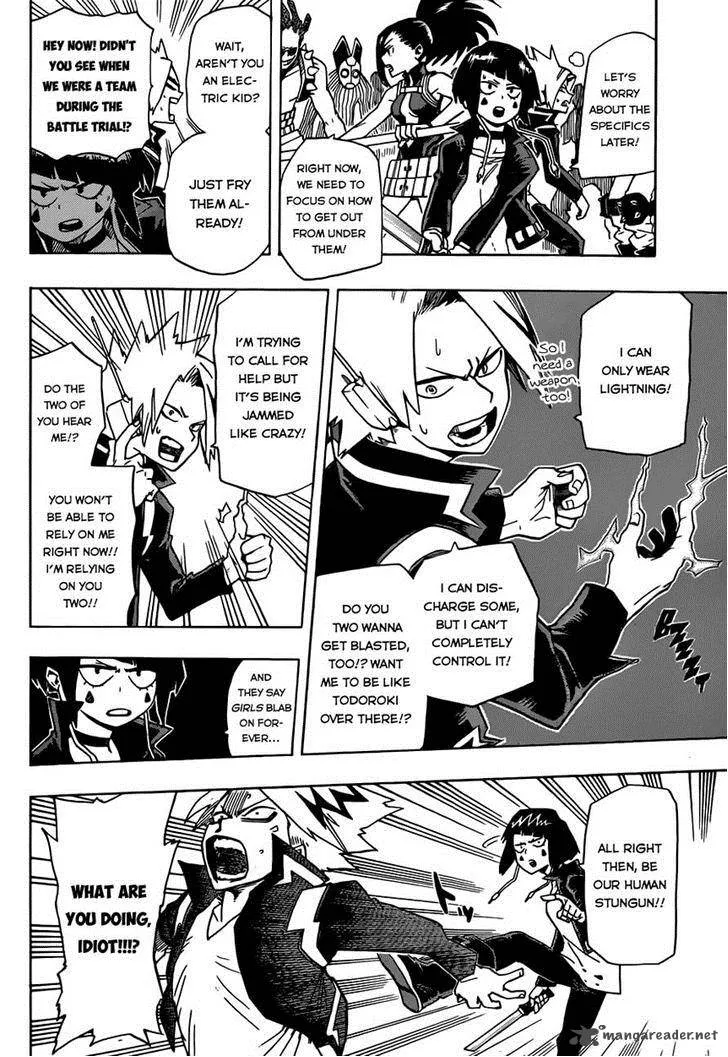 LET'S
WORRY
ABOUT THE
SPECIFICS
LATER!
RIGHT NOW,
WE NEED TO
FOCUS ON HOW
TO GET OUT
FROM UNDER
THEM!
WAIT,
AREN'T YOU
AN ELEC-
TRIC KID?
JUST FRY
THEM AL-
READY!
HEY NOW! DIDN'T
YOU SEE WHEN
WE WERE A TEAM
DURING THE
BATTLE TRIAL!?
I CAN
ONLY WEAR
LIGHTNING!
So I
need a
weapon,
too!
I CAN DIS-
CHARGE SOME,
BUT I CAN'T
COMPLETELY
CONTROL IT!
DO YOU
TWO WANNA
GET BLASTED,
TOO!? WANT
ME TO BE LIKE
TODOROKI
OVER THERE!?
BZZZT
I'M TRYING
TO CALL FOR
HELP BUT
IT'S BEING
JAMMED
LIKE CRAZY!
DO THE
TWO OF
YOU HEAR
ME!?
YOU WON'T
BE ABLE TO
RELY ON ME
RIGHT NOW!!
I'M RELYING
ON YOU
TWO!!
AND
THEY SAY
GIRLS BLAB
ON FOR-
EVER...
ALL RIGHT
THEN, BE
OUR HUMAN
STUNGUN!!
WHAT ARE
YOU DOING,
IDIOT!!!?
mangareader.net